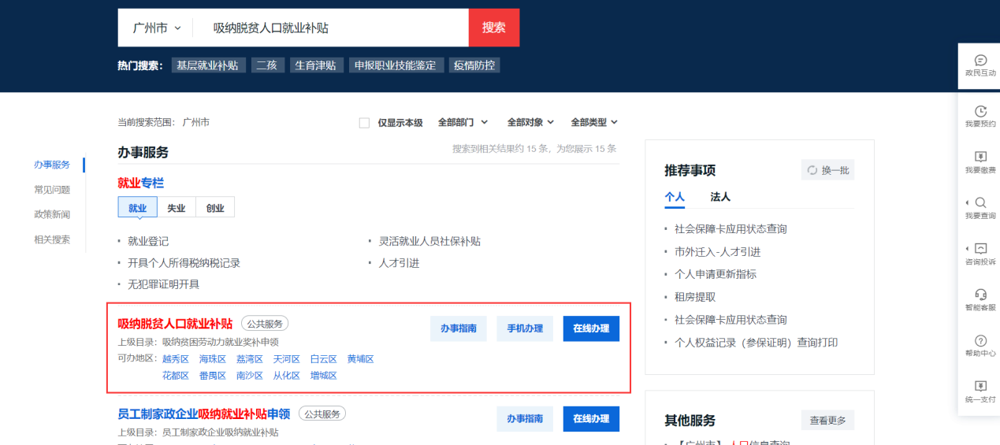 广州市 吸纳脱贫人口就业补贴 搜索
热门搜索： 基层就业补贴 二孩 生育津贴 申报职业技能鉴定 疫情防控
政民互动
我要预约
我要缴费
我要查询
咨询投诉
智能客服
帮助中心
统一支付
办事服务
常见问题
政策新闻
相关搜索
当前搜索范围： 广州市 仅显示本级 全部部门 全部对象 全部类型
办事服务 搜索到相关结果约 15 条，为您展示 15 条
就业专栏
就业 失业 创业
就业登记 灵活就业人员社保补贴
开具个人所得税纳税记录 人才引进
无犯罪证明开具
吸纳脱贫人口就业补贴 公共服务 办事指南 手机办理 在线办理
上级目录：吸纳贫困劳动力就业奖补申领
可办地区：越秀区 海珠区 荔湾区 天河区 白云区 黄埔区
花都区 番禺区 南沙区 从化区 增城区
员工制家政企业吸纳就业补贴申领 公共服务 办事指南 在线办理
上级目录：员工制家政企业吸纳就业补贴
推荐事项 换一批
个人 法人
社会保障卡应用状态查询
市外迁入-人才引进
个人申请更新指标
租房提取
社会保障卡应用状态查询
个人权益记录（参保证明）查询打印
其他服务 查看更多
【广州市】人口信息查询